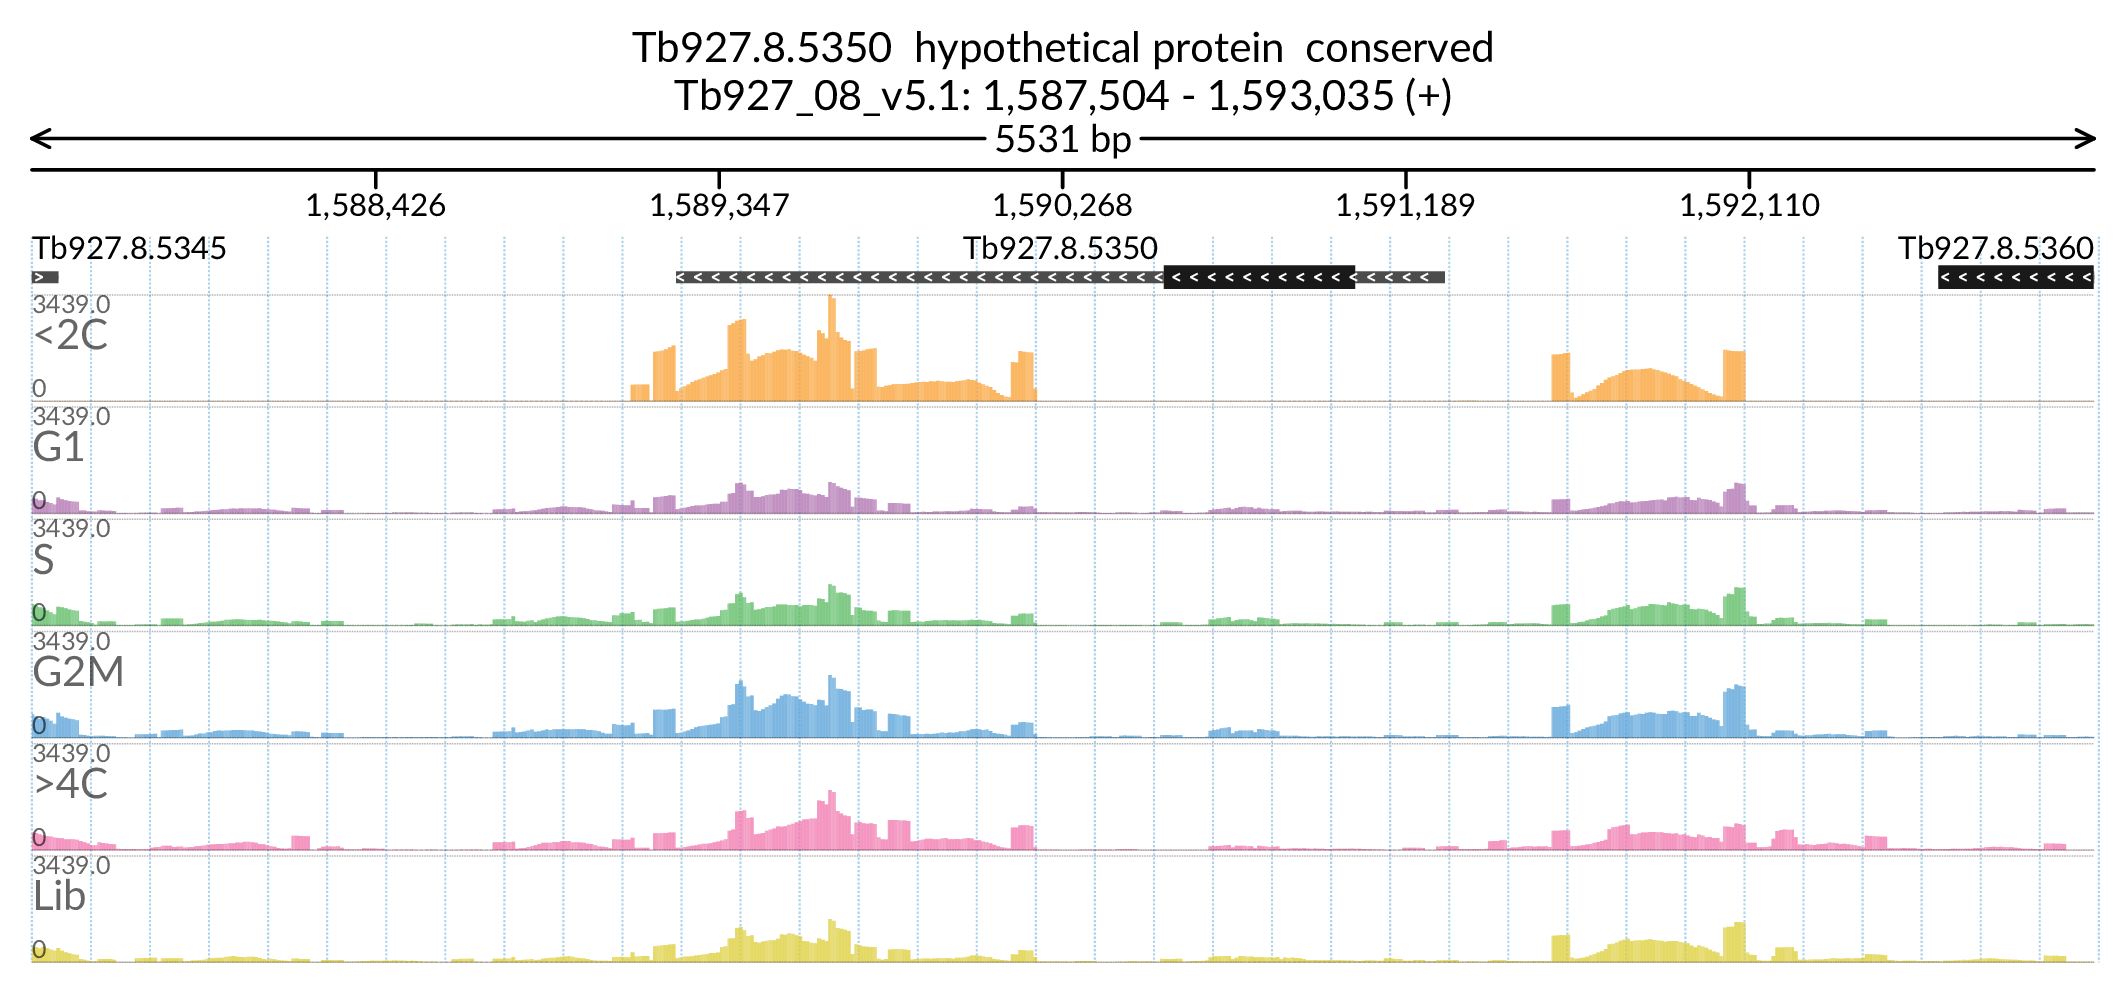 Tb927.8.5350  hypothetical protein  conserved
Tb927_08_v5.1: 1,587,504 - 1,593,035 (+)
5531 bp
1,588,426 1,589,347 1,590,268 1,591,189 1,592,110
Tb927.8.5345 Tb927.8.5350 Tb927.8.5360
3439.0
<2C
0
3439.0
G1
0
3439.0
S
0
3439.0
G2M
0
3439.0
>4C
0
3439.0
Lib
0